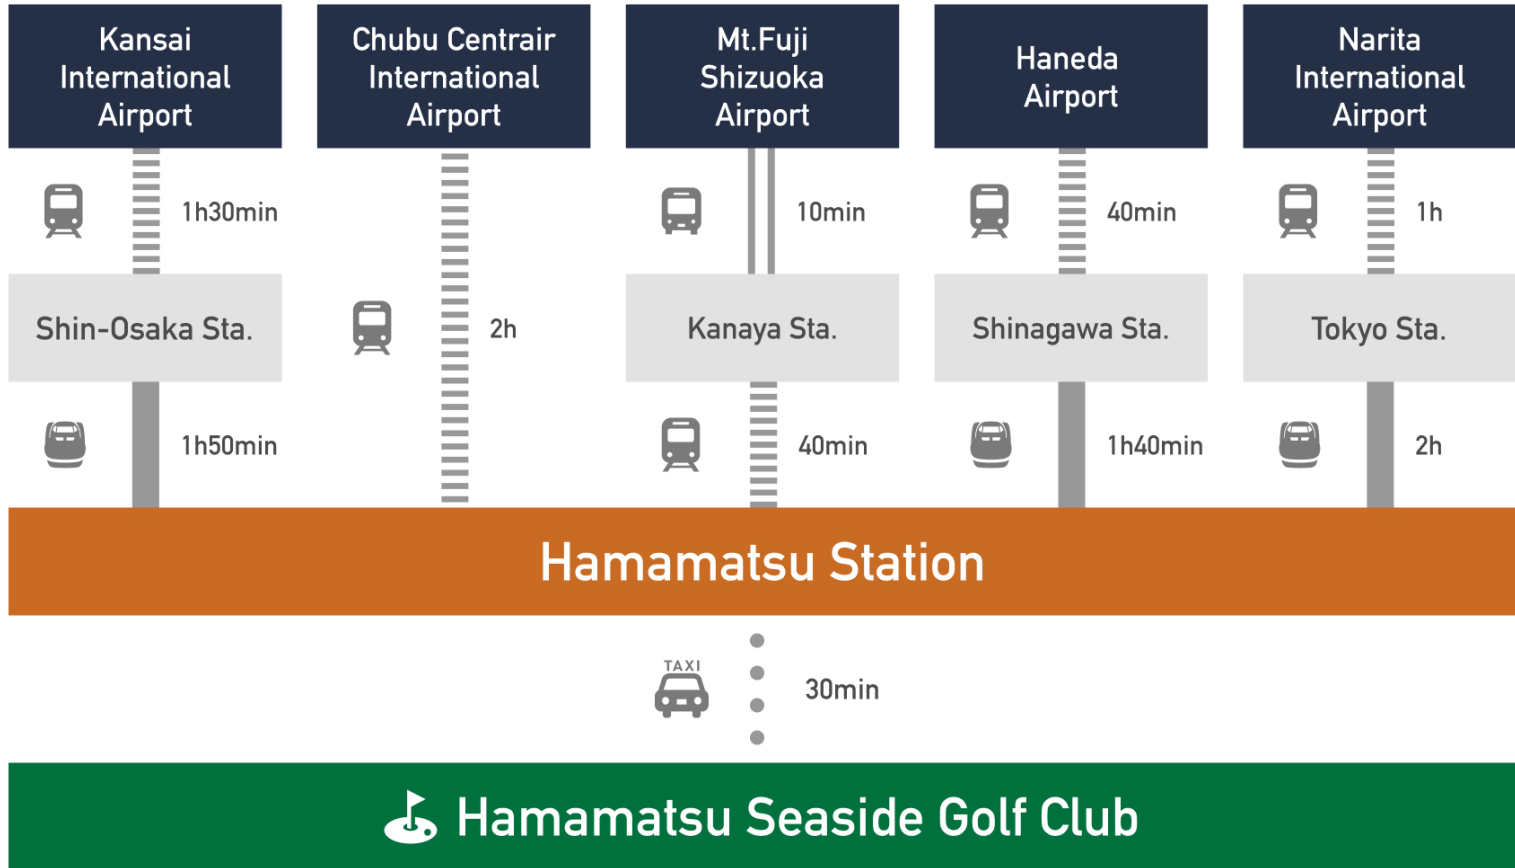 Kansai
International
Airport
Chubu Centrair
International
Airport
Mt.Fuji
Shizuoka
Airport
Haneda
Airport
Narita
International
Airport
1h30min
10min
40min
1h
Shin-Osaka Sta.
2h
Kanaya Sta.
Shinagawa Sta.
Tokyo Sta.
1h50min
40min
1h40min
2h
Hamamatsu Station
TAXI
30min
Hamamatsu Seaside Golf Club